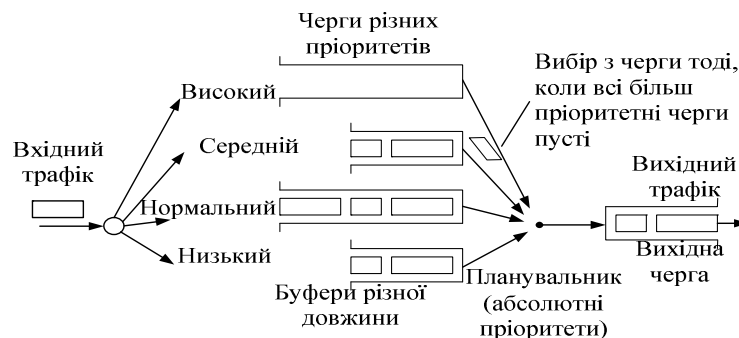 Черги різних
пріоритетів
Вибір з черги тоді,
коли всі більш
пріоритетні черги
пусті
Високий
Вхідний
трафік
Середній
Вихідний
трафік
Нормальний
Низький
Вихідна
черга
Буфери різної
довжини
Планувальник
(абсолютні
пріоритети)